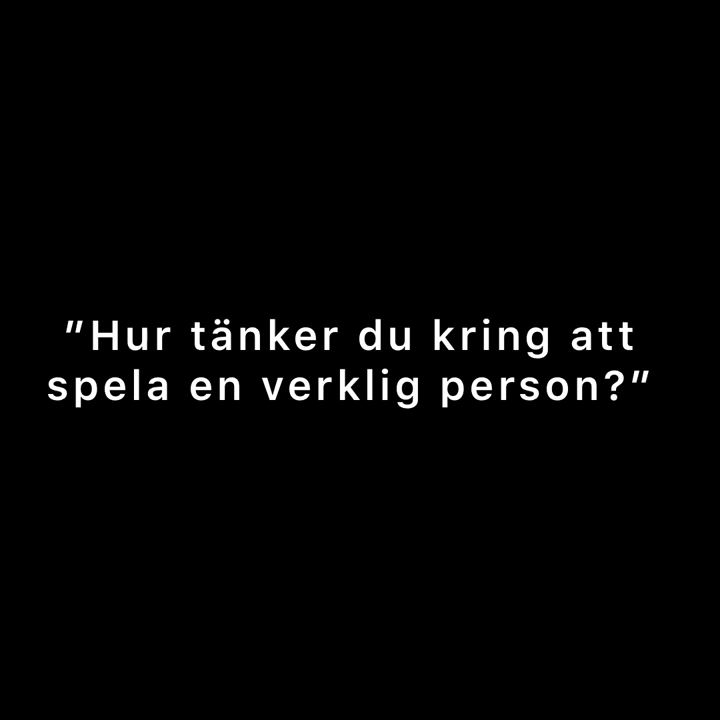 ”Hur tänker du kring att
spela en verklig person?”